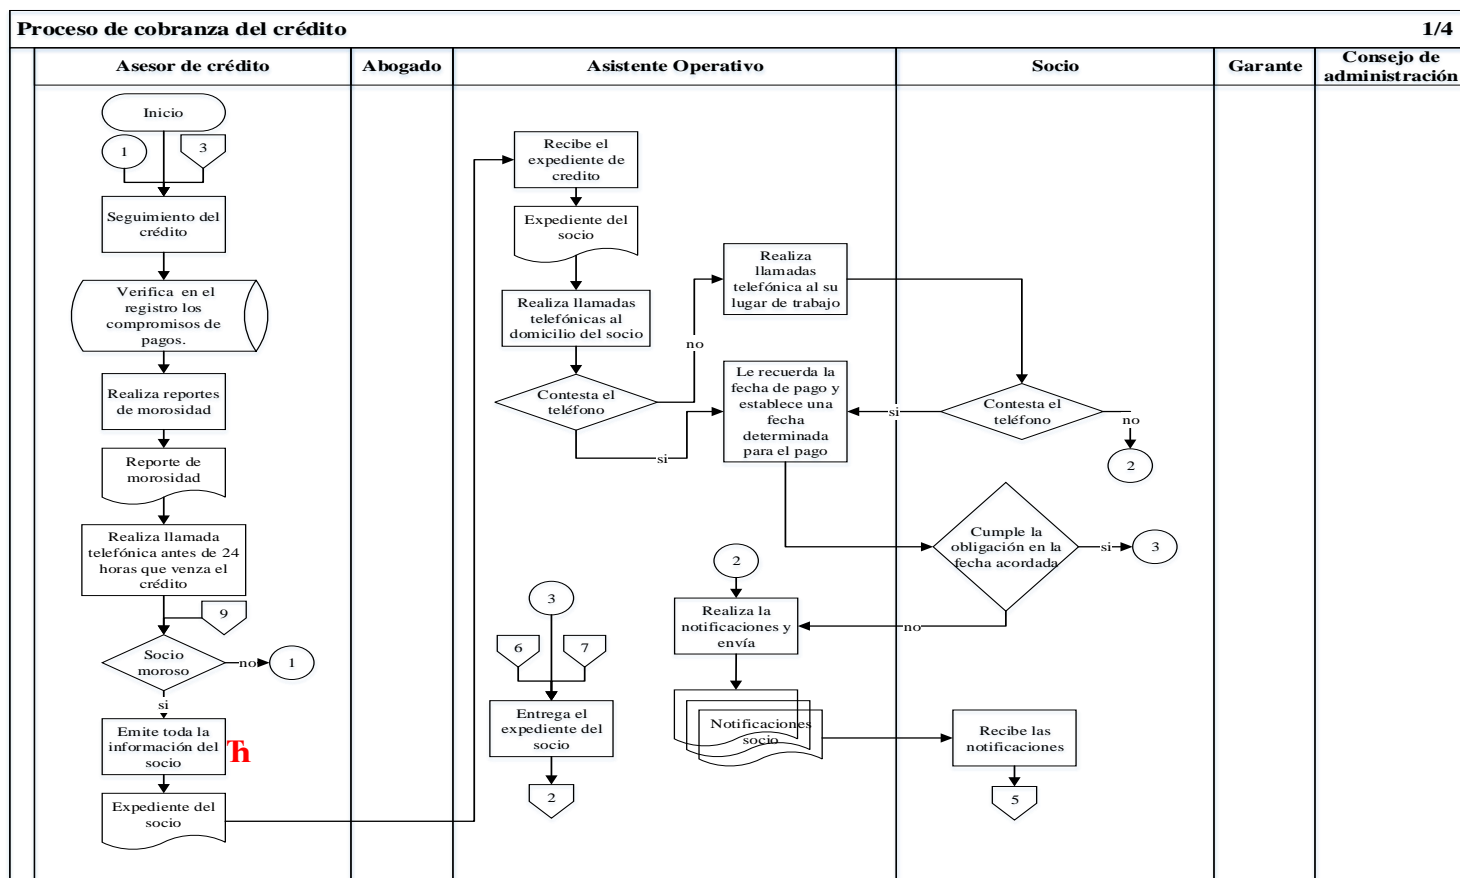 Proceso de cobranza del crédito
1/4
Asesor de crédito
Abogado
Asistente Operativo
Socio
Garante
Consejo de
administración
Inicio
1
3
Seguimiento del
crédito
Verifica en el
registro los
compromisos de
pagos.
Realiza reportes
de morosidad
Reporte de
morosidad
Realiza llamada
telefónica antes de 24
horas que venza el
crédito
9
Socio
moroso
no
1
si
Emite toda la
información del
socio
Ћ
Expediente del
socio
Recibe el
expediente de
credito
Expediente del
socio
Realiza llamadas
telefónicas al
domicilio del socio
Contesta el
teléfono
no
si
Realiza
llamadas
telefónica al su
lugar de trabajo
Le recuerda la
fecha de pago y
establece una
fecha
determinada
para el pago
si
Contesta el
teléfono
no
2
Cumple la
obligación en la
fecha acordada
si
3
no
2
Realiza la
notificaciones y
envía
Notificaciones
socio
Recibe las
notificaciones
5
3
6
7
Entrega el
expediente del
socio
2